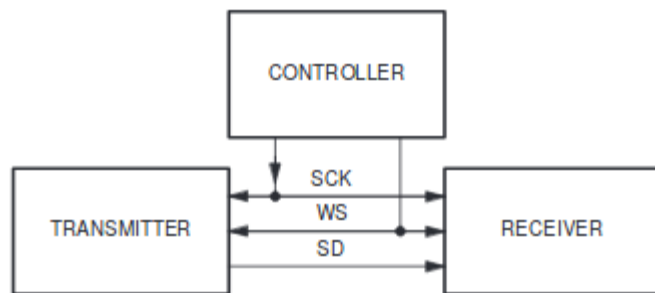 CONTROLLER
SCK
TRANSMITTER
WS
RECEIVER
SD